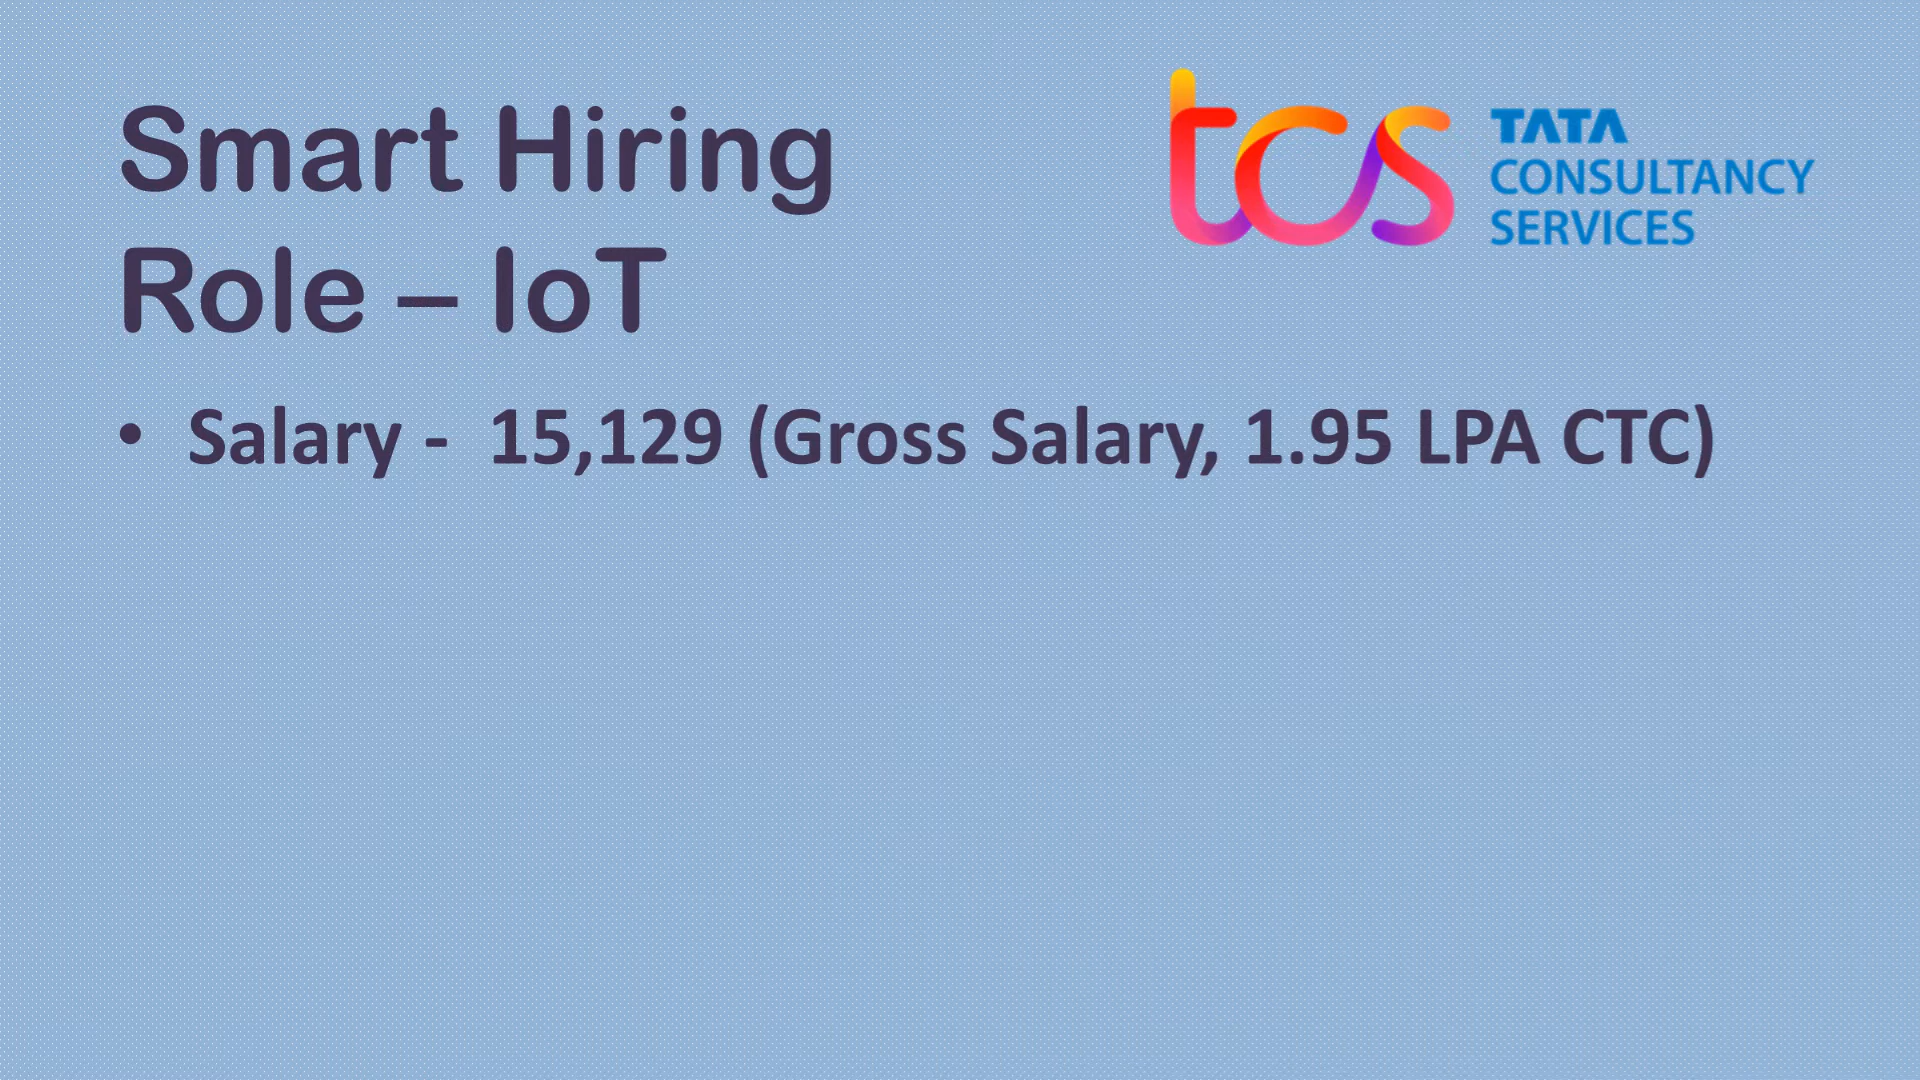 Smart Hiring
Role – IoT
tcs
TATA
CONSULTANCY
SERVICES
• Salary -  15,129 (Gross Salary, 1.95 LPA CTC)